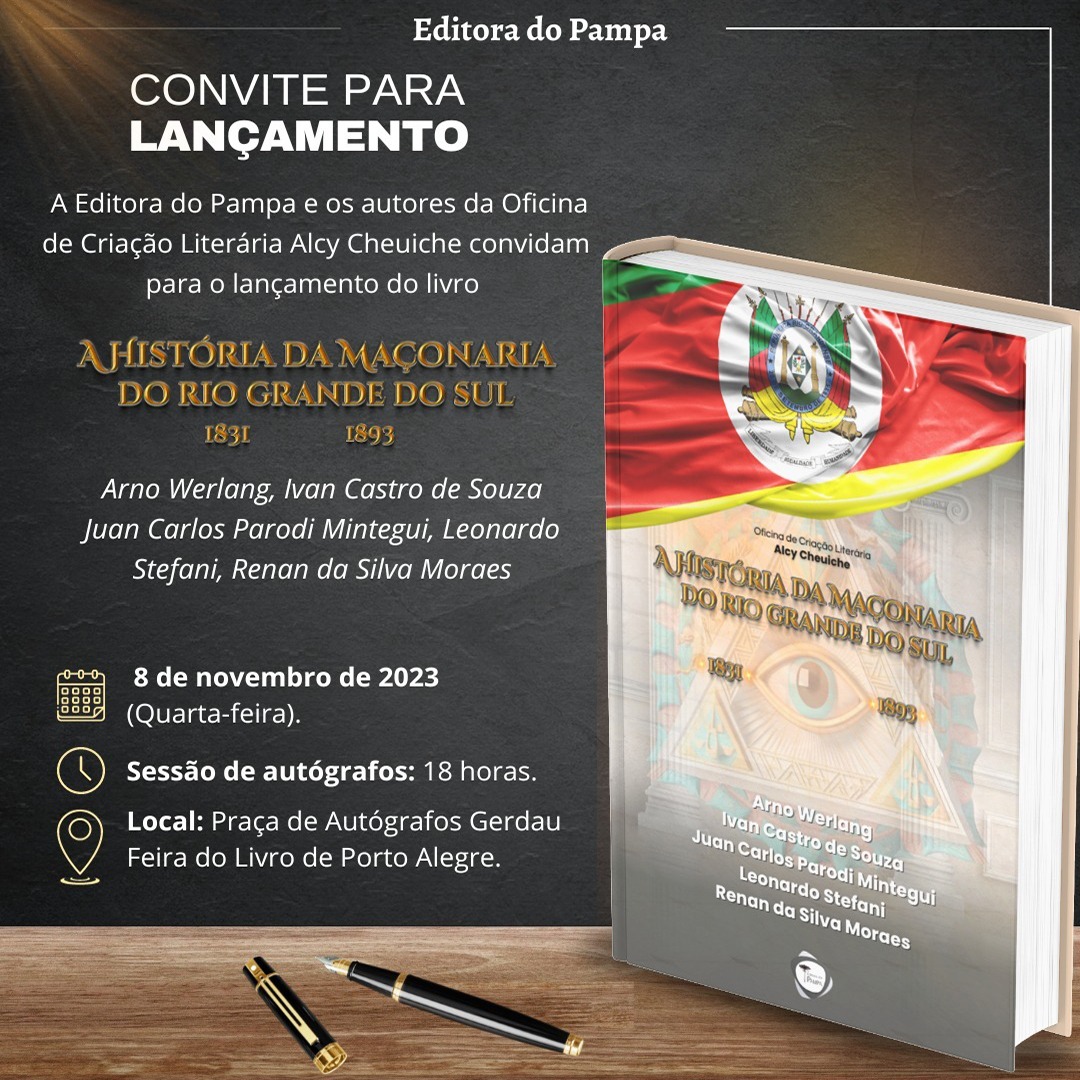 Editora do Pampa
CONVITE PARA
LANÇAMENTO
A Editora do Pampa e os autores da Oficina
de Criação Literária Alcy Cheuiche convidam
para o lançamento do livro
A HISTÓRIA DA MAÇONARIA
DO RIO GRANDE DO SUL
1831 1893
Arno Werlang, Ivan Castro de Souza
Juan Carlos Parodi Mintegui, Leonardo
Stefani, Renan da Silva Moraes
8 de novembro de 2023
(Quarta-feira).
Sessão de autógrafos: 18 horas.
Local: Praça de Autógrafos Gerdau
Feira do Livro de Porto Alegre.
LIBERDADE IGUALDADE HUMANIDADE
Oficina de Criação Literária
Alcy Cheuiche
A HISTÓRIA DA MAÇONARIA
DO RIO GRANDE DO SUL
1831
1893
Arno Werlang
Ivan Castro de Souza
Juan Carlos Parodi Mintegui
Leonardo Stefani
Renan da Silva Moraes